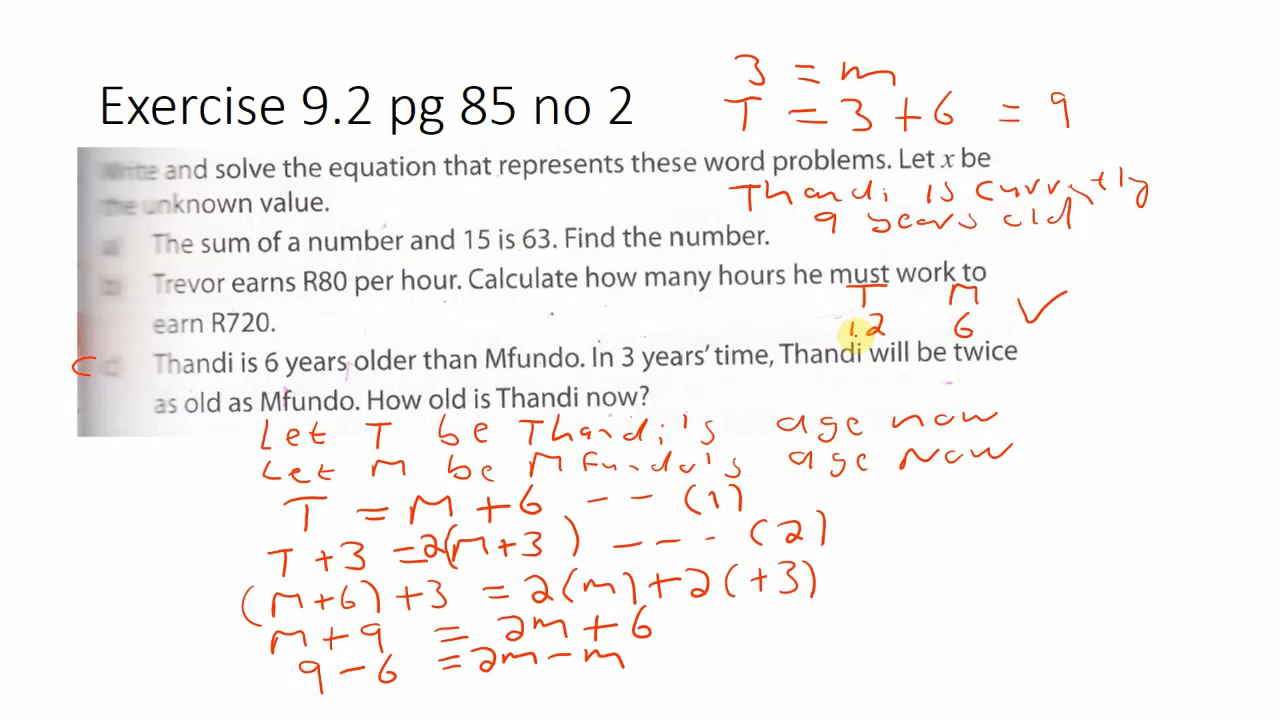 3 = m
Exercise 9.2 pg 85 no 2
T = 3 + 6 = 9
Write and solve the equation that represents these word problems. Let x be
the unknown value.
Thandi is currently
9 years old
a) The sum of a number and 15 is 63. Find the number.
b) Trevor earns R80 per hour. Calculate how many hours he must work to
earn R720.
T M
12 6 ✓
c Thandi is 6 years older than Mfundo. In 3 years' time, Thandi will be twice
as old as Mfundo. How old is Thandi now?
Let T be Thandi's age now
Let M be Mfundo's age now
T = M + 6 - - (1)
T + 3 = 2(M + 3) - - - (2)
(M + 6) + 3 = 2(m) + 2(+3)
m + 9 = 2m + 6
9 - 6 = 2m - m